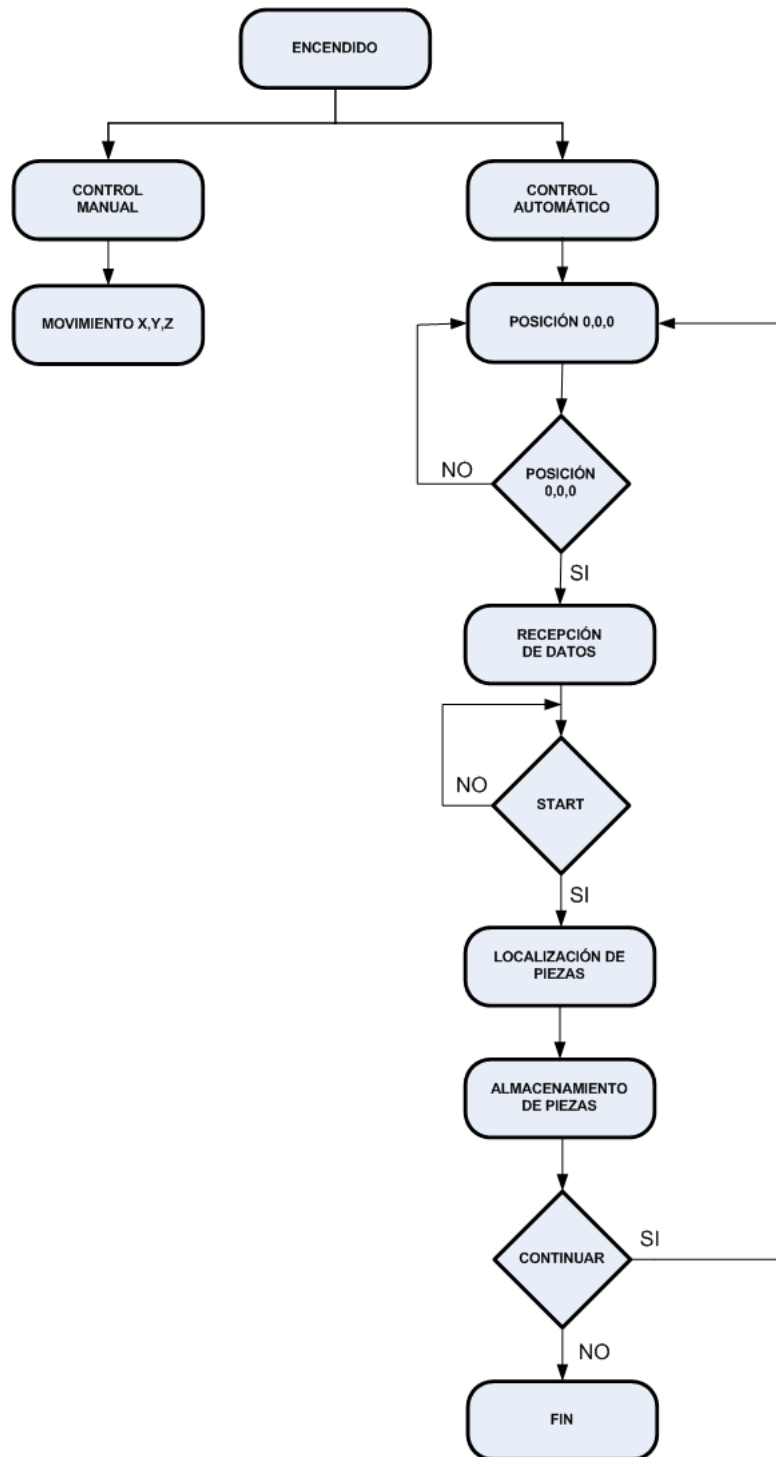 ENCENDIDO
CONTROL
MANUAL
CONTROL
AUTOMÁTICO
MOVIMIENTO X,Y,Z
POSICIÓN 0,0,0
POSICIÓN
0,0,0
NO
SI
RECEPCIÓN
DE DATOS
START
NO
SI
LOCALIZACIÓN DE
PIEZAS
ALMACENAMIENTO
DE PIEZAS
CONTINUAR
SI
NO
FIN